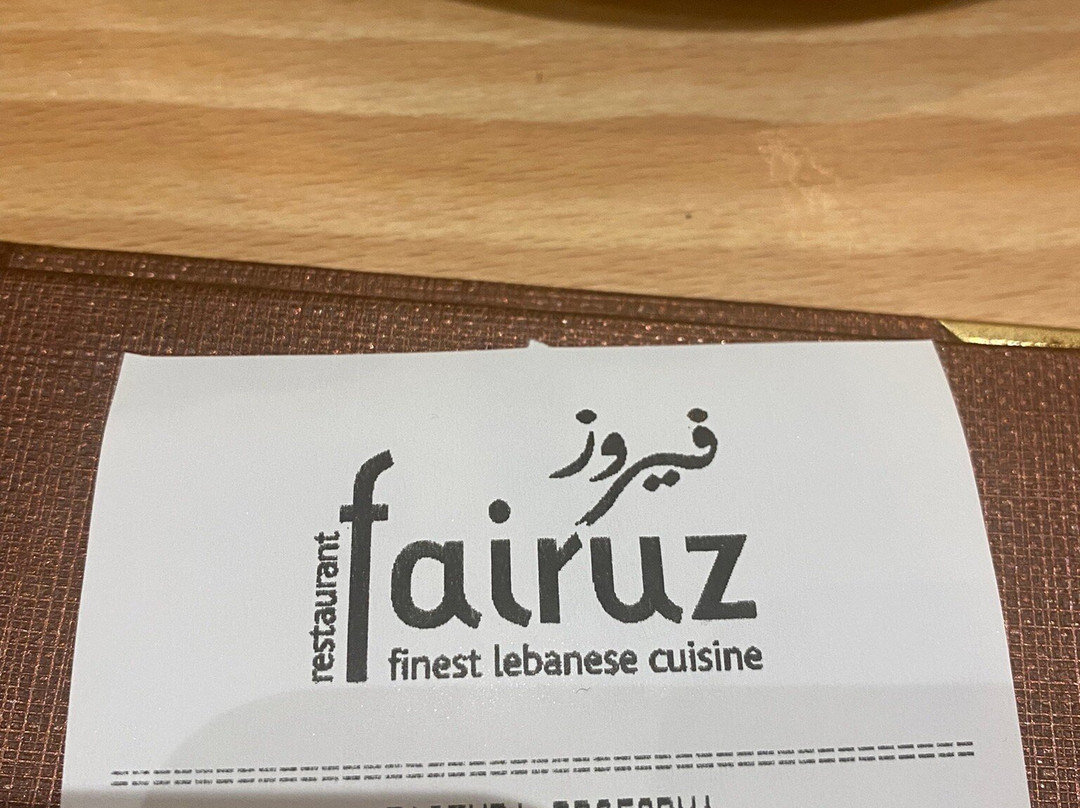 فيروز
restaurant
fairuz
finest lebanese cuisine